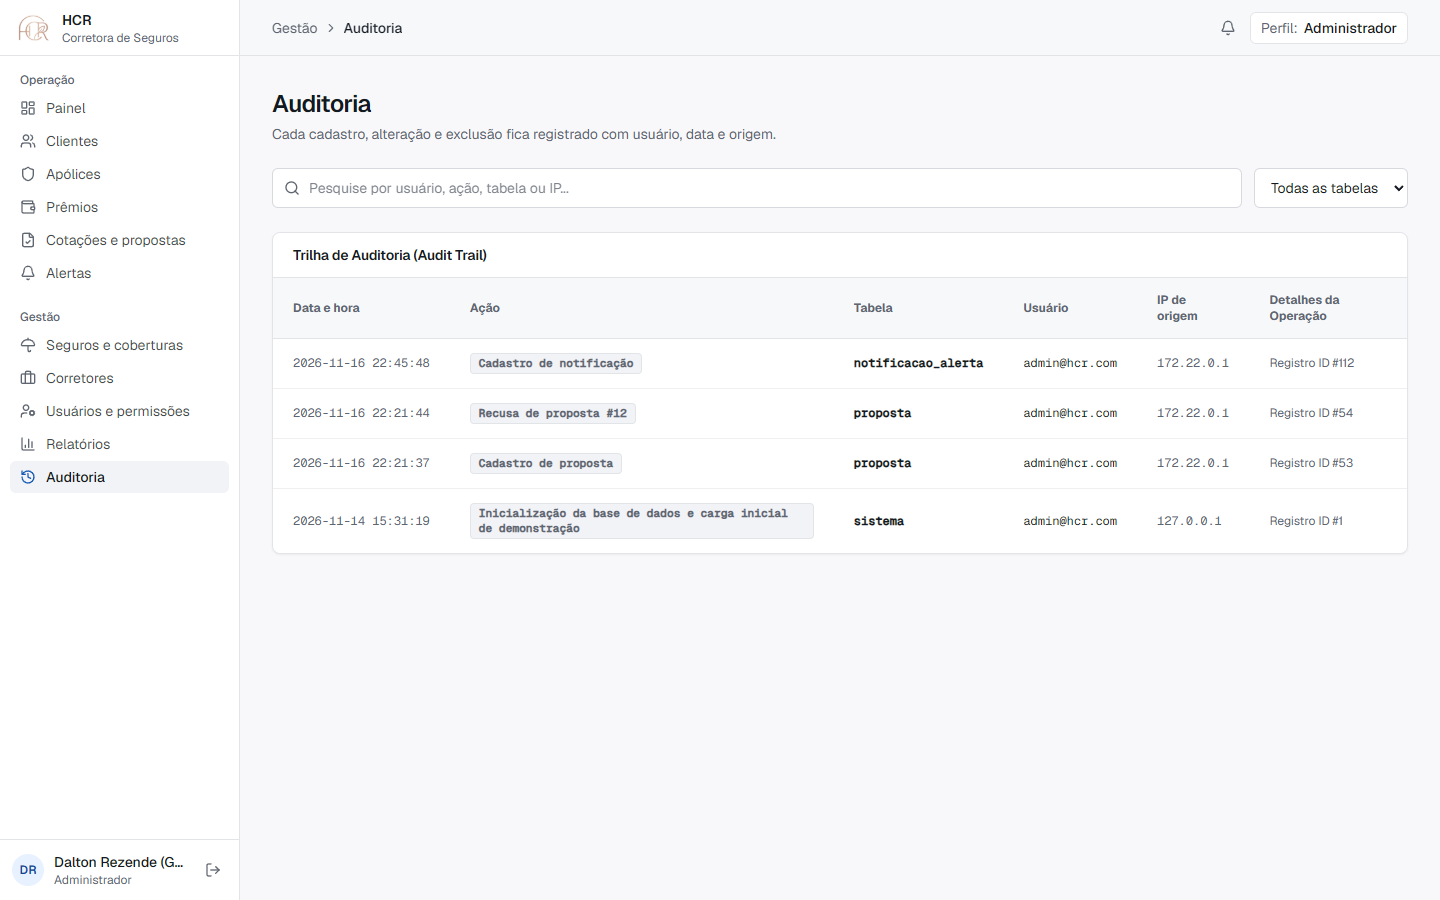 HCR
HCR
Corretora de Seguros
Gestão
Auditoria
Perfil: Administrador
Operação
Painel
Clientes
Apólices
Prêmios
Cotações e propostas
Alertas
Gestão
Seguros e coberturas
Corretores
Usuários e permissões
Relatórios
Auditoria
DR
Dalton Rezende (G...
Administrador
Auditoria
Cada cadastro, alteração e exclusão fica registrado com usuário, data e origem.
Pesquise por usuário, ação, tabela ou IP...
Todas as tabelas
Trilha de Auditoria (Audit Trail)
Data e hora Ação Tabela Usuário IP de origem Detalhes da Operação
2026-11-16 22:45:48 Cadastro de notificação notificacao_alerta admin@hcr.com 172.22.0.1 Registro ID #112
2026-11-16 22:21:44 Recusa de proposta #12 proposta admin@hcr.com 172.22.0.1 Registro ID #54
2026-11-16 22:21:37 Cadastro de proposta proposta admin@hcr.com 172.22.0.1 Registro ID #53
2026-11-14 15:31:19 Inicialização da base de dados e carga inicial de demonstração sistema admin@hcr.com 127.0.0.1 Registro ID #1